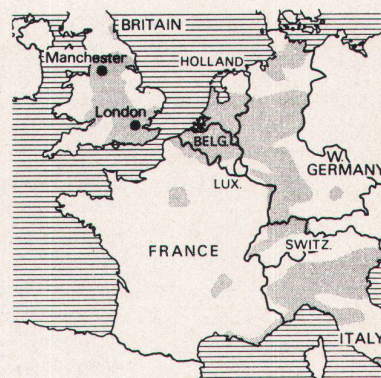 BRITAIN
Manchester
HOLLAND
London
BELG.
W.
GERMANY
LUX.
FRANCE
SWITZ.
ITALY